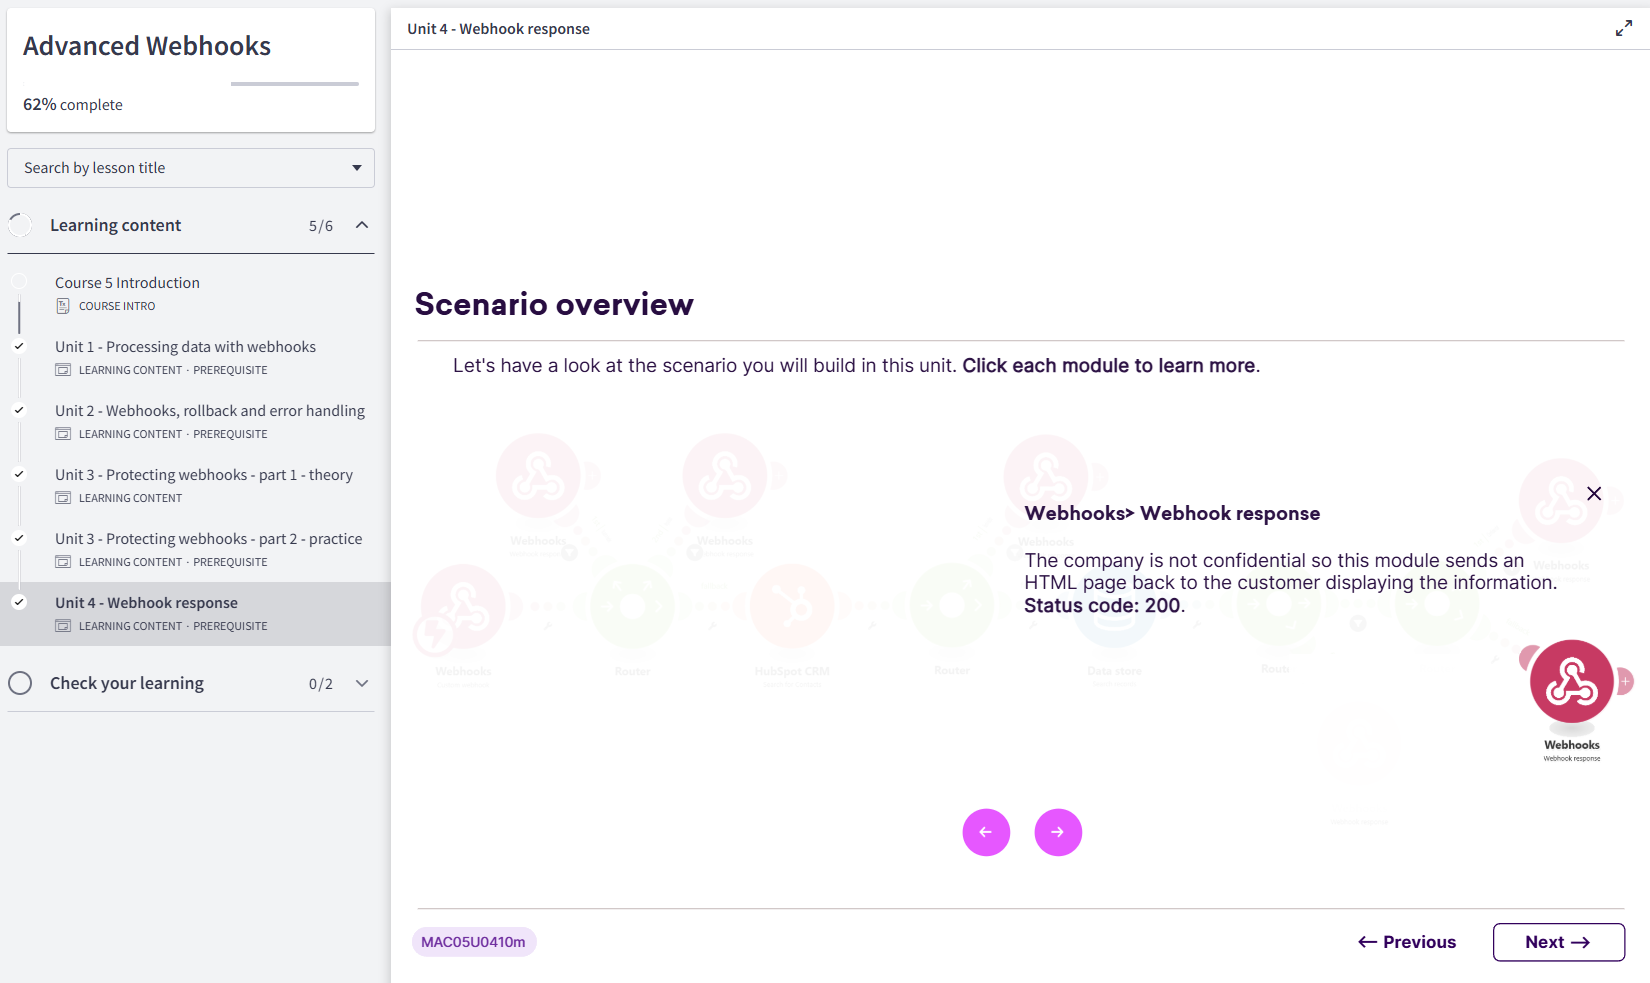 Advanced Webhooks
62% complete
Search by lesson title
Learning content 5/6
Course 5 Introduction
COURSE INTRO
Unit 1 - Processing data with webhooks
LEARNING CONTENT · PREREQUISITE
Unit 2 - Webhooks, rollback and error handling
LEARNING CONTENT · PREREQUISITE
Unit 3 - Protecting webhooks - part 1 - theory
LEARNING CONTENT
Unit 3 - Protecting webhooks - part 2 - practice
LEARNING CONTENT · PREREQUISITE
Unit 4 - Webhook response
LEARNING CONTENT · PREREQUISITE
Check your learning 0/2
Unit 4 - Webhook response
Scenario overview
Let's have a look at the scenario you will build in this unit. Click each module to learn more.
Webhooks
Webhooks
Webhooks
Webhooks
Webhooks> Webhook response
The company is not confidential so this module sends an
HTML page back to the customer displaying the information.
Status code: 200.
Webhooks
Router
HubSpot CRM
Router
Data store
Webhooks
Webhook response
MAC05U0410m
← Previous
Next →